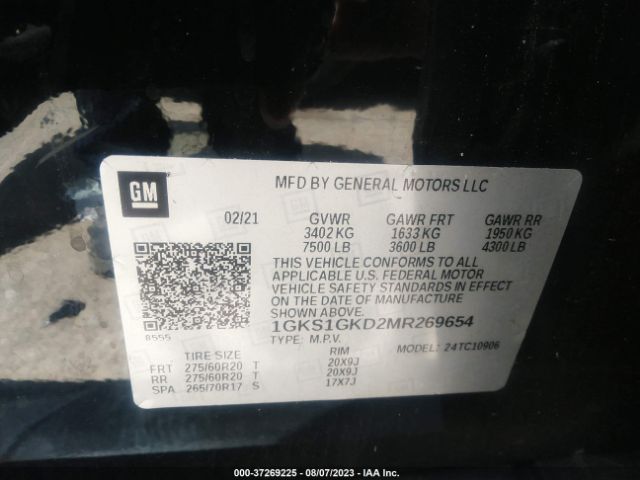 GM
MFD BY GENERAL MOTORS LLC
02/21 GVWR GAWR FRT GAWR RR
3402 KG 1633 KG 1950 KG
7500 LB 3600 LB 4300 LB
THIS VEHICLE CONFORMS TO ALL
APPLICABLE U.S. FEDERAL MOTOR
VEHICLE SAFETY STANDARDS IN
EFFECT ON THE DATE OF
MANUFACTURE SHOWN ABOVE.
1GKS1GKD2MR269654
8555
TYPE: M.P.V. MODEL: 24TC10906
TIRE SIZE RIM
FRT 275/60R20 T 20X9J
RR 275/60R20 T 20X9J
SPA 265/70R17 S 17X7J
000-37269225 - 08/07/2023 - IAA Inc.